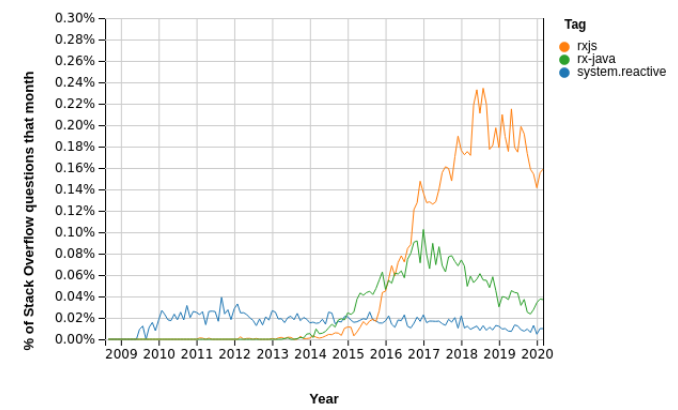 0.30%
0.28%
0.26%
0.24%
0.22%
0.20%
0.18%
0.16%
0.14%
0.12%
0.10%
0.08%
0.06%
0.04%
0.02%
0.00%
% of Stack Overflow questions that month
2009 2010 2011 2012 2013 2014 2015 2016 2017 2018 2019 2020
Year
Tag
rxjs
rx-java
system.reactive